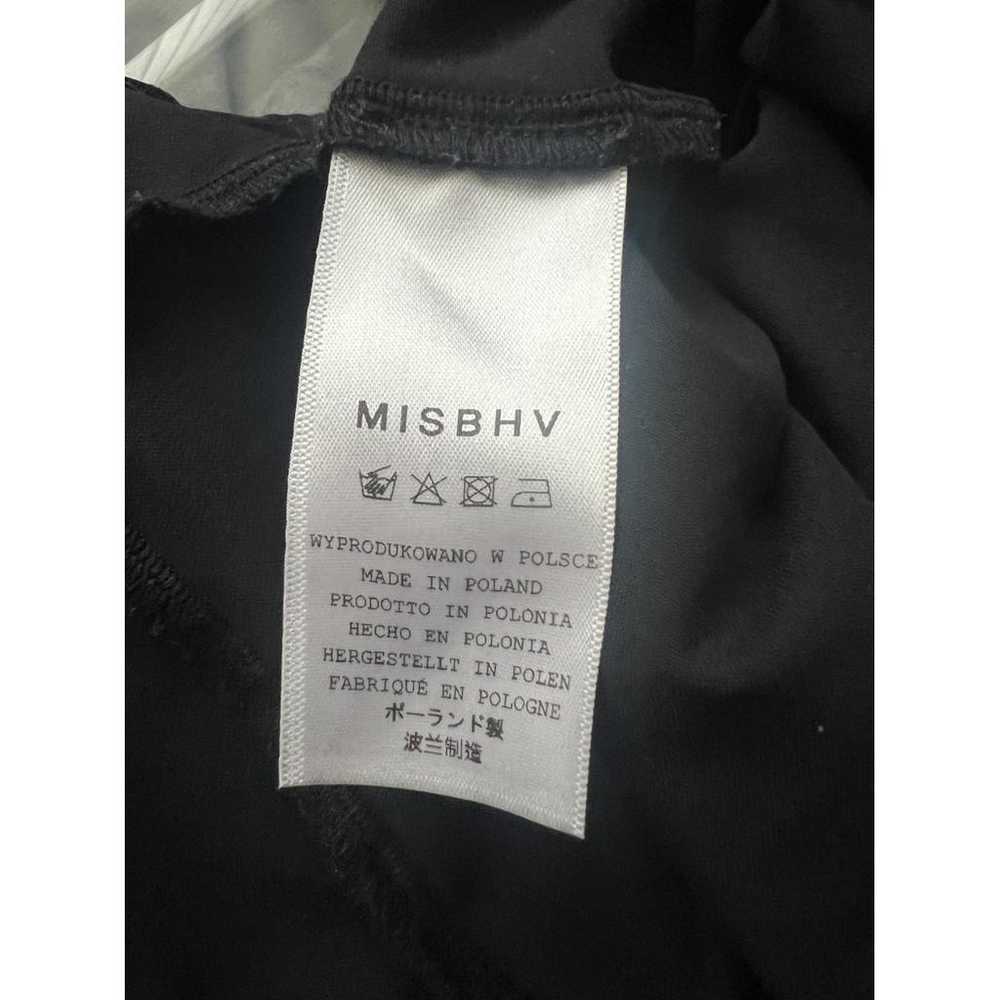 MISBHV
WYPRODUKOWANO W POLSCE
MADE IN POLAND
PRODOTTO IN POLONIA
HECHO EN POLONIA
HERGESTELLT IN POLEN
FABRIQUÉ EN POLOGNE
ポーランド製
波兰制造